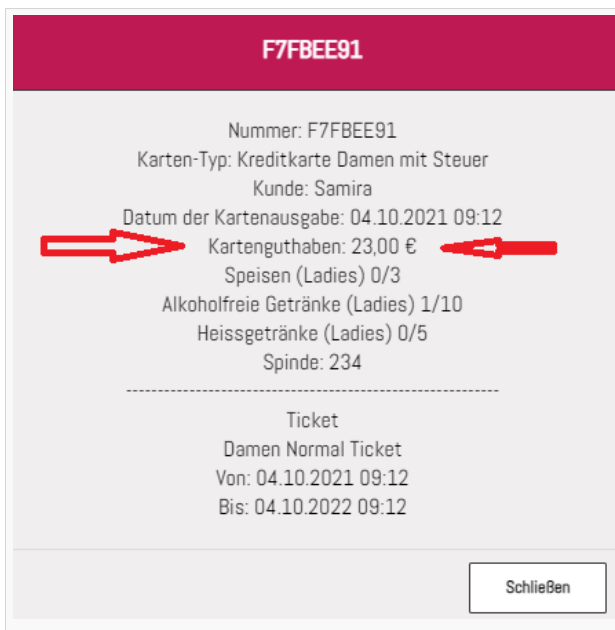 F7FBEE91
Nummer: F7FBEE91
Karten-Typ: Kreditkarte Damen mit Steuer
Kunde: Samira
Datum der Kartenausgabe: 04.10.2021 09:12
Kartenguthaben: 23,00 €
Speisen (Ladies) 0/3
Alkoholfreie Getränke (Ladies) 1/10
Heissgetränke (Ladies) 0/5
Spinde: 234
----------------------------------------------------------------
Ticket
Damen Normal Ticket
Von: 04.10.2021 09:12
Bis: 04.10.2022 09:12
Schließen